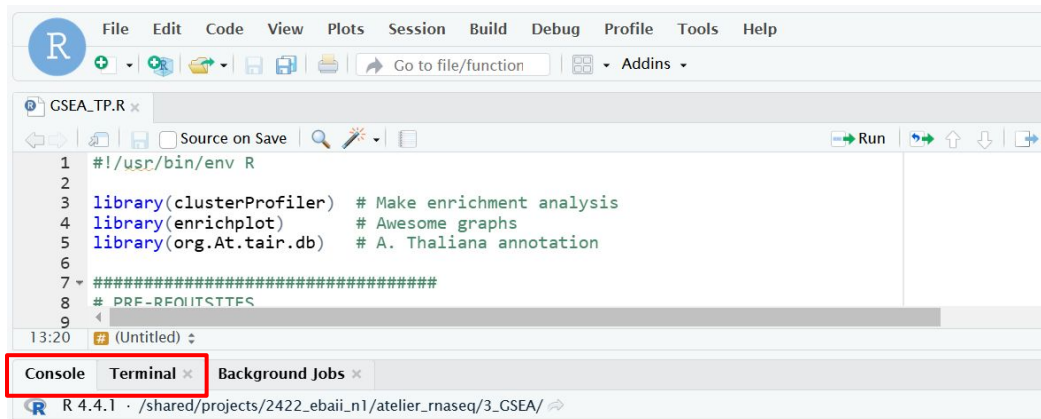 R
File Edit Code View Plots Session Build Debug Profile Tools Help
Go to file/function Addins
GSEA_TP.R
Source on Save Run
1 #!/usr/bin/env R
2
3 library(clusterProfiler) # Make enrichment analysis
4 library(enrichplot) # Awesome graphs
5 library(org.At.tair.db) # A. Thaliana annotation
6
7 #################################
8 # PRE-REQUISITES
9
13:20 # (Untitled)
Console Terminal Background Jobs
R 4.4.1 · /shared/projects/2422_ebaii_n1/atelier_rnaseq/3_GSEA/